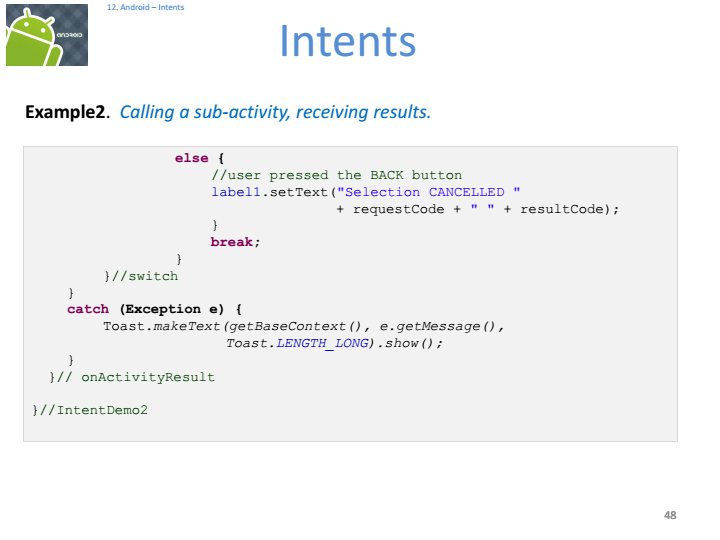 12. Android – Intents
ANDROID
Intents
Example2. Calling a sub-activity, receiving results.
else {
//user pressed the BACK button
label1.setText("Selection CANCELLED "
+ requestCode + " " + resultCode);
}
break;
}
}//switch
}
catch (Exception e) {
Toast.makeText(getBaseContext(), e.getMessage(),
Toast.LENGTH_LONG).show();
}
}// onActivityResult
}//IntentDemo2
48